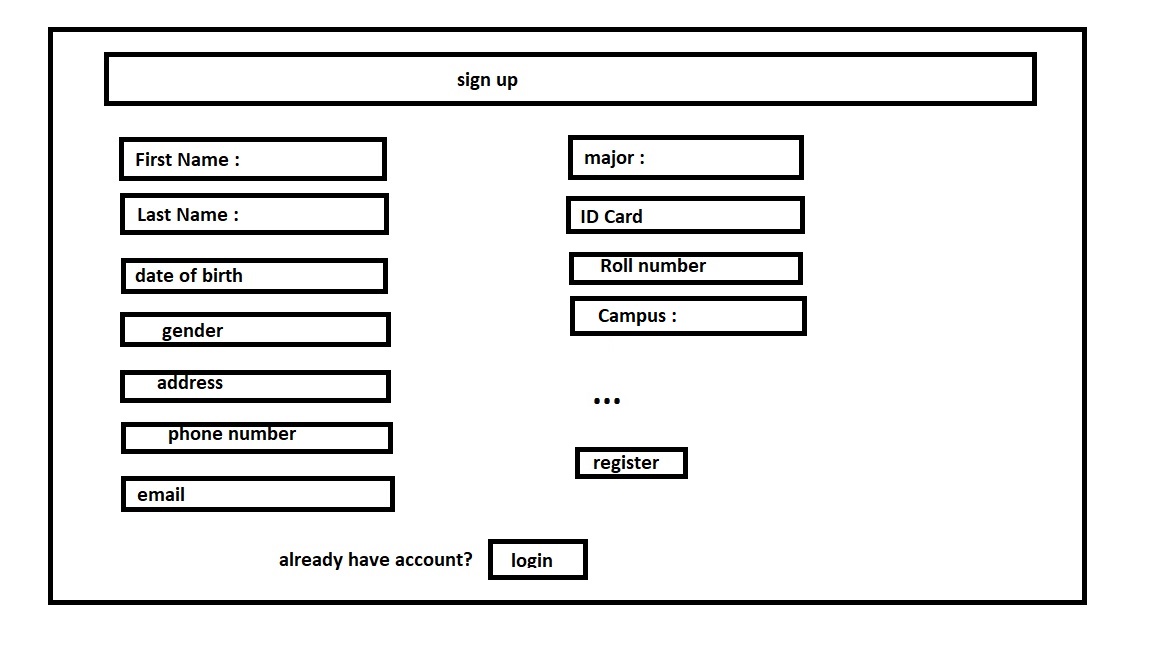 sign up
First Name :
Last Name :
date of birth
gender
address
phone number
email
major :
ID Card
Roll number
Campus :
...
register
already have account?
login